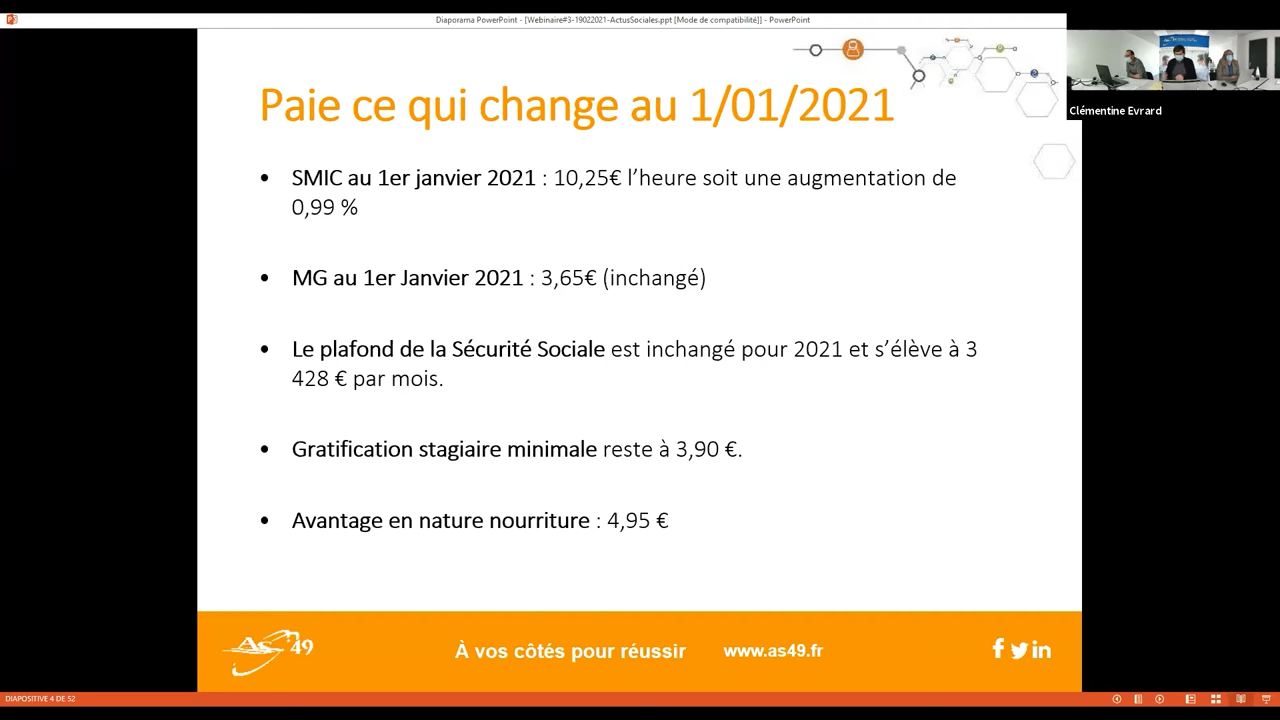 Diaporama PowerPoint - [Webinaire#3-19022021-ActusSociales.ppt [Mode de compatibilité]] - PowerPoint
Clémentine Evrard
Paie ce qui change au 1/01/2021
• SMIC au 1er janvier 2021 : 10,25€ l’heure soit une augmentation de
0,99 %
• MG au 1er Janvier 2021 : 3,65€ (inchangé)
• Le plafond de la Sécurité Sociale est inchangé pour 2021 et s’élève à 3
428 € par mois.
• Gratification stagiaire minimale reste à 3,90 €.
• Avantage en nature nourriture : 4,95 €
As 49
À vos côtés pour réussir
www.as49.fr
DIAPOSITIVE 4 DE 52